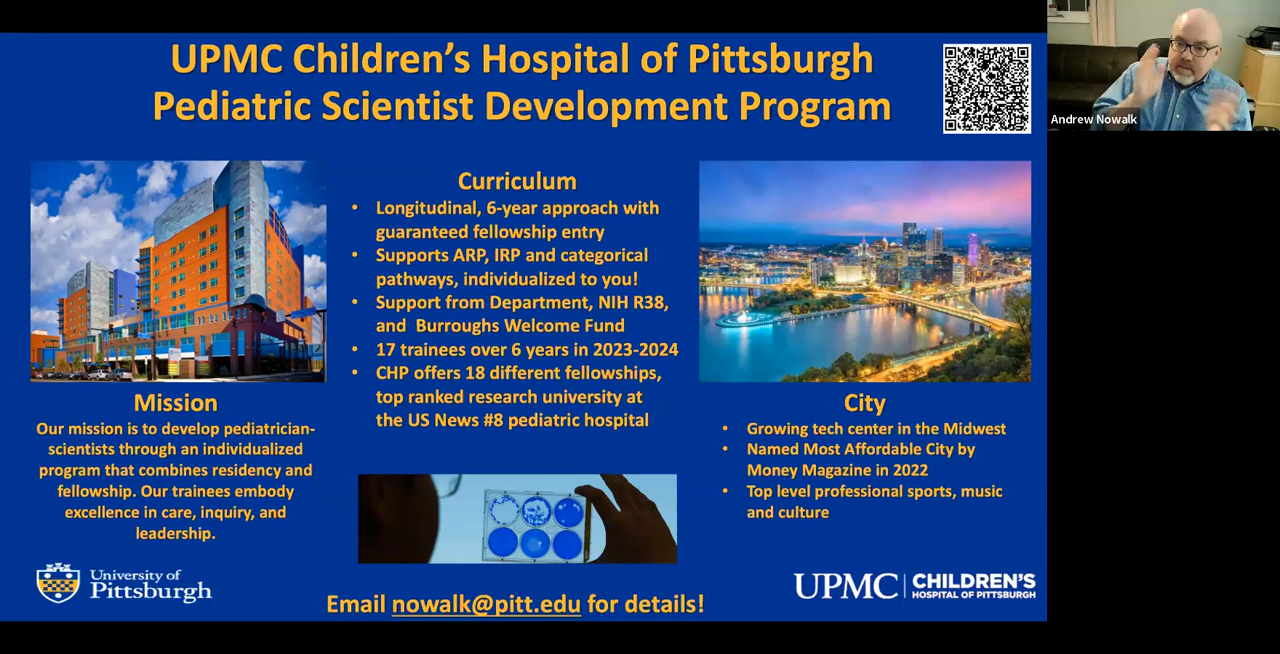 UPMC Children's Hospital of Pittsburgh
Pediatric Scientist Development Program
Andrew Nowalk
Mission
Our mission is to develop pediatrician-
scientists through an individualized
program that combines residency and
fellowship. Our trainees embody
excellence in care, inquiry, and
leadership.
Curriculum
• Longitudinal, 6-year approach with
guaranteed fellowship entry
• Supports ARP, IRP and categorical
pathways, individualized to you!
• Support from Department, NIH R38,
and Burroughs Welcome Fund
• 17 trainees over 6 years in 2023-2024
• CHP offers 18 different fellowships,
top ranked research university at
the US News #8 pediatric hospital
City
• Growing tech center in the Midwest
• Named Most Affordable City by
Money Magazine in 2022
• Top level professional sports, music
and culture
University of
Pittsburgh
Email nowalk@pitt.edu for details!
UPMC | CHILDREN'S
HOSPITAL OF PITTSBURGH